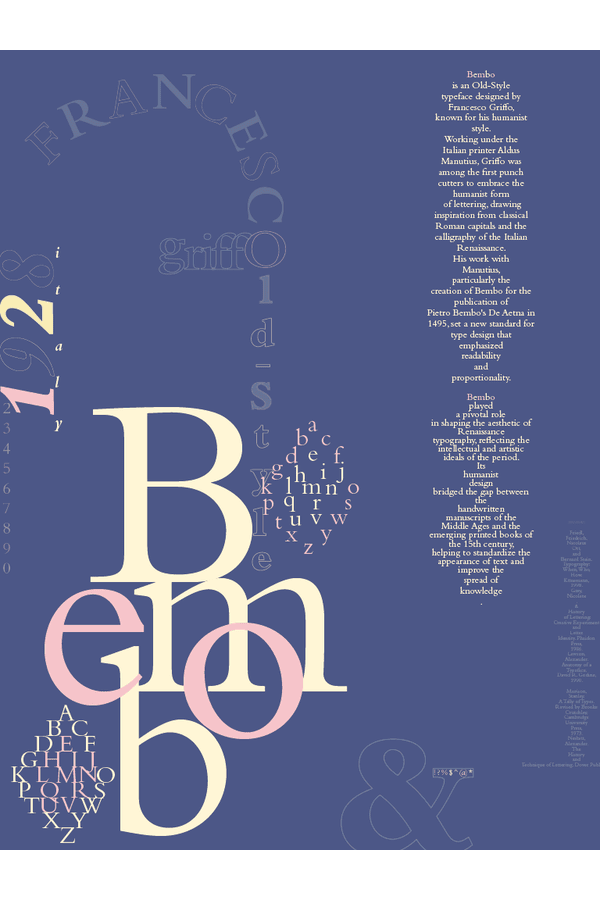 FRANCESCO
griffo
Old-Style
1928
italy
1
2
3
4
5
6
7
8
9
0
Bembo
a
b c
d e f
g h i j
k l m n o
p q r
t u v w
x y
z
A
B C
D E F
G H I J
K L M N O
P Q R S
T U V W
X Y
Z
&
Bembo
is an Old-Style
typeface designed by
Francesco Griffo,
known for his humanist
style.
Working under the
Italian printer Aldus
Manutius, Griffo was
among the first punch
cutters to embrace the
humanist form
of lettering, drawing
inspiration from classical
Roman capitals and the
calligraphy of the Italian
Renaissance.
His work with
Manutius,
particularly the
creation of Bembo for the
publication of
Pietro Bembo's De Aetna in
1495, set a new standard for
type design that
emphasized
readability
and
proportionality.
Bembo
played
a pivotal role
in shaping the aesthetic of
Renaissance
typography, reflecting the
intellectual and artistic
ideals of the period.
Its
humanist
design
bridged the gap between
the
handwritten
manuscripts of the
Middle Ages and the
emerging printed books of
the 15th century,
helping to standardize the
appearance of text and
improve the
spread of
knowledge
.